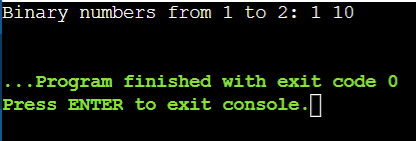 Binary numbers from 1 to 2: 1 10
...Program finished with exit code 0
Press ENTER to exit console.